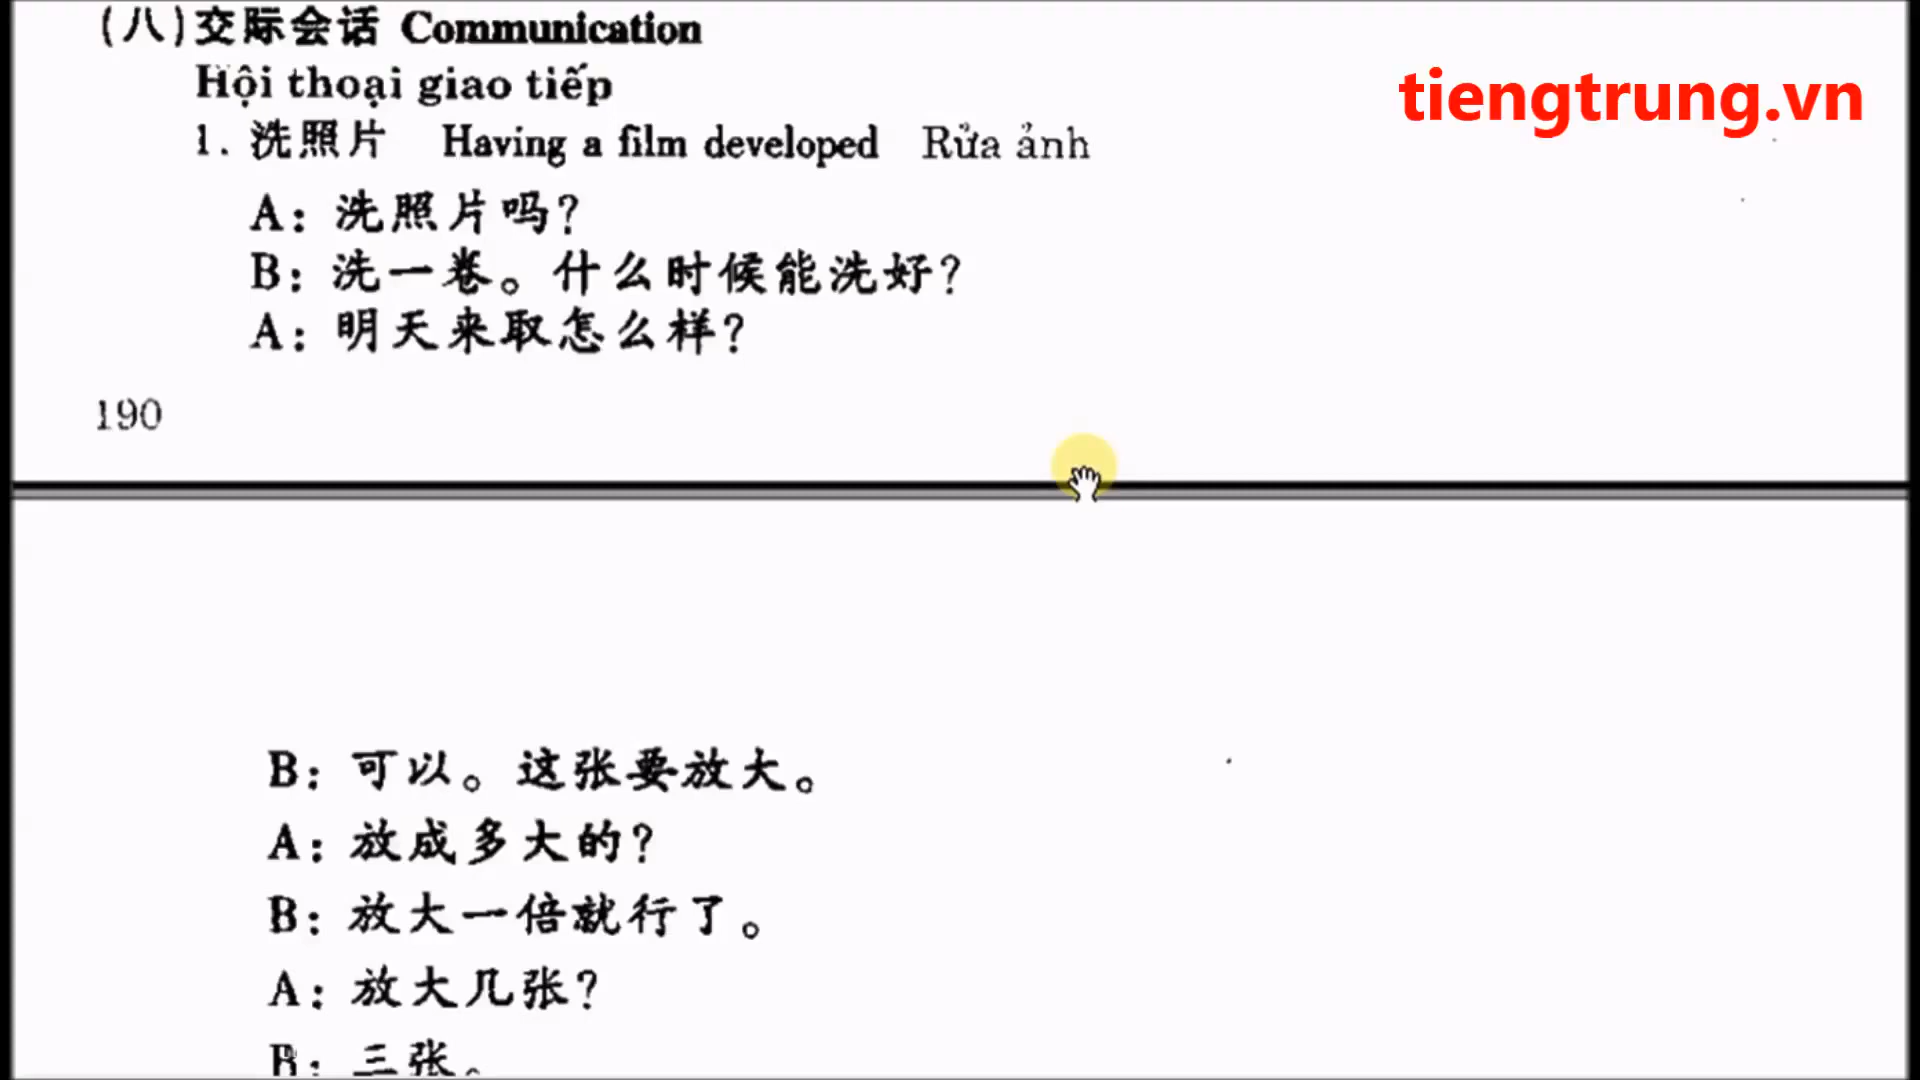 (八)交际会话 Communication
Hội thoại giao tiếp
tiengtrung.vn
1. 洗照片 Having a film developed Rửa ảnh
A: 洗照片吗?
B: 洗一卷。什么时候能洗好?
A: 明天来取怎么样?
190
B: 可以。这张要放大。
A: 放成多大的?
B: 放大一倍就行了。
A: 放大几张?
B: 三张。